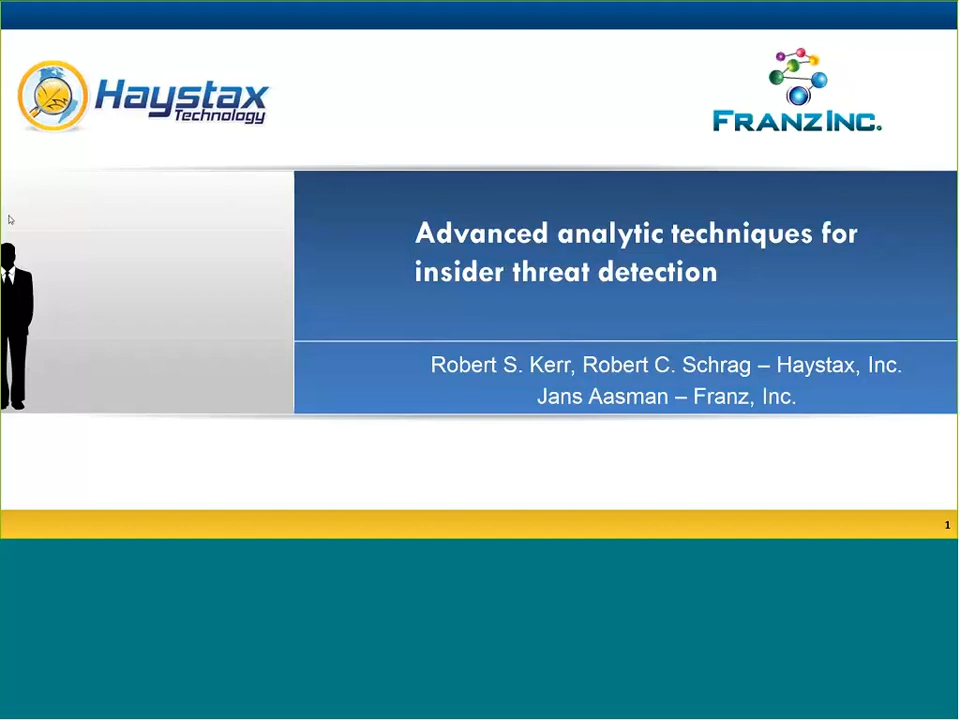 Haystax
Technology
FRANZ INC.
Advanced analytic techniques for
insider threat detection
Robert S. Kerr, Robert C. Schrag – Haystax, Inc.
Jans Aasman – Franz, Inc.
1